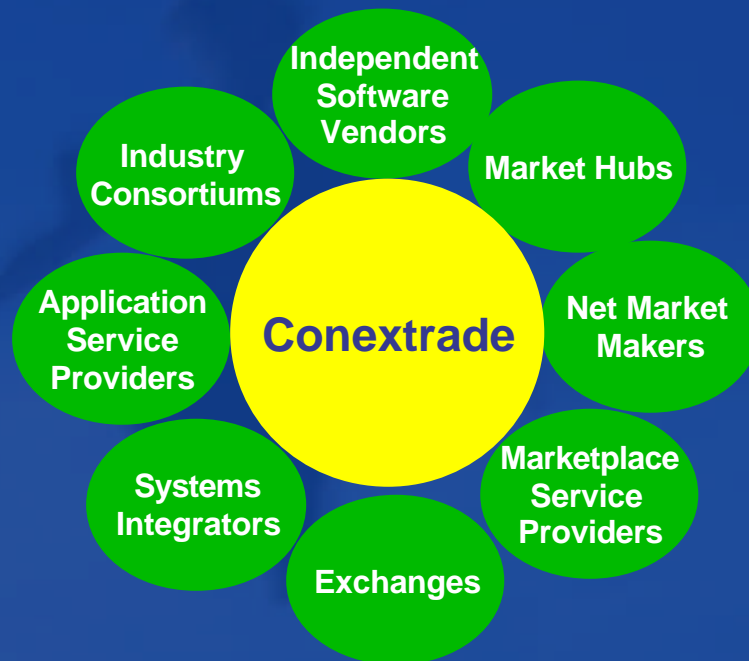 Independent
Software
Vendors
Industry
Consortiums
Market Hubs
Application
Service
Providers
Conextrade
Net Market
Makers
Systems
Integrators
Marketplace
Service
Providers
Exchanges